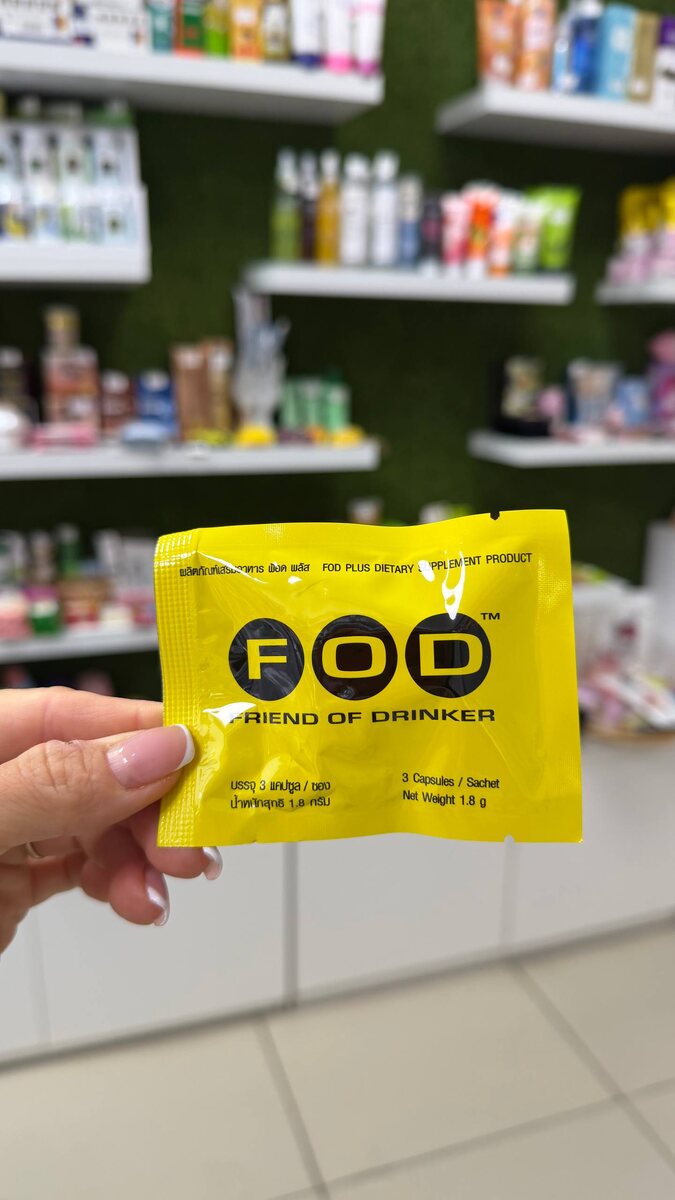 ผลิตภัณฑ์เสริมอาหาร ฟ๊อด พลัส FOD PLUS DIETARY SUPPLEMENT PRODUCT
FOD™
FRIEND OF DRINKER
บรรจุ 3 แคปซูล / ซอง 3 Capsules / Sachet
น้ำหนักสุทธิ 1.8 กรัม Net Weight 1.8 g